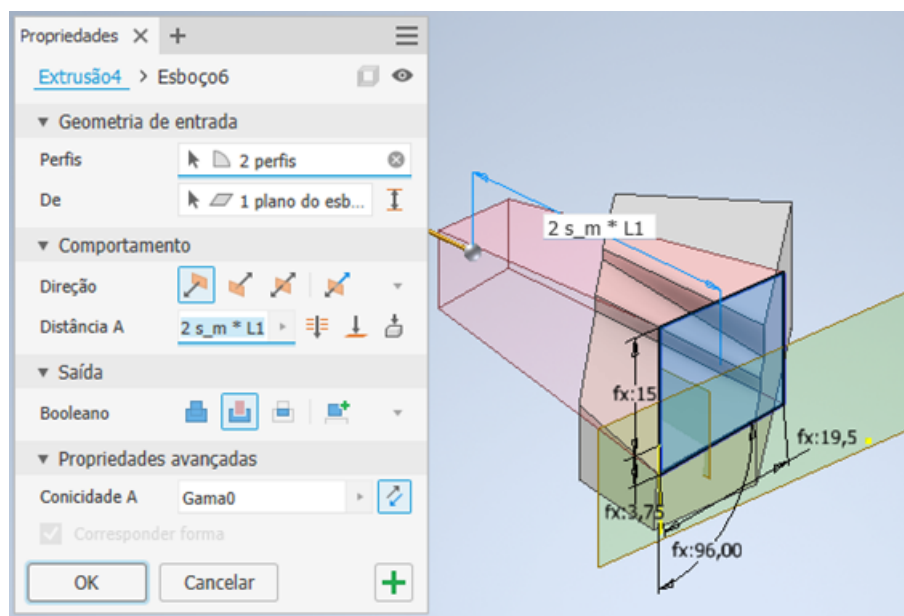 Propriedades × +
Extrusão4 > Esboço6
Geometria de entrada
Perfis 2 perfis
De 1 plano do esb...
Comportamento
Direção
Distância A 2 s_m * L1
Saída
Booleano
Propriedades avançadas
Conicidade A Gama0
Corresponder forma
OK Cancelar +
2 s_m * L1
fx:15
fx:19,5
fx:3,75
fx:96,00